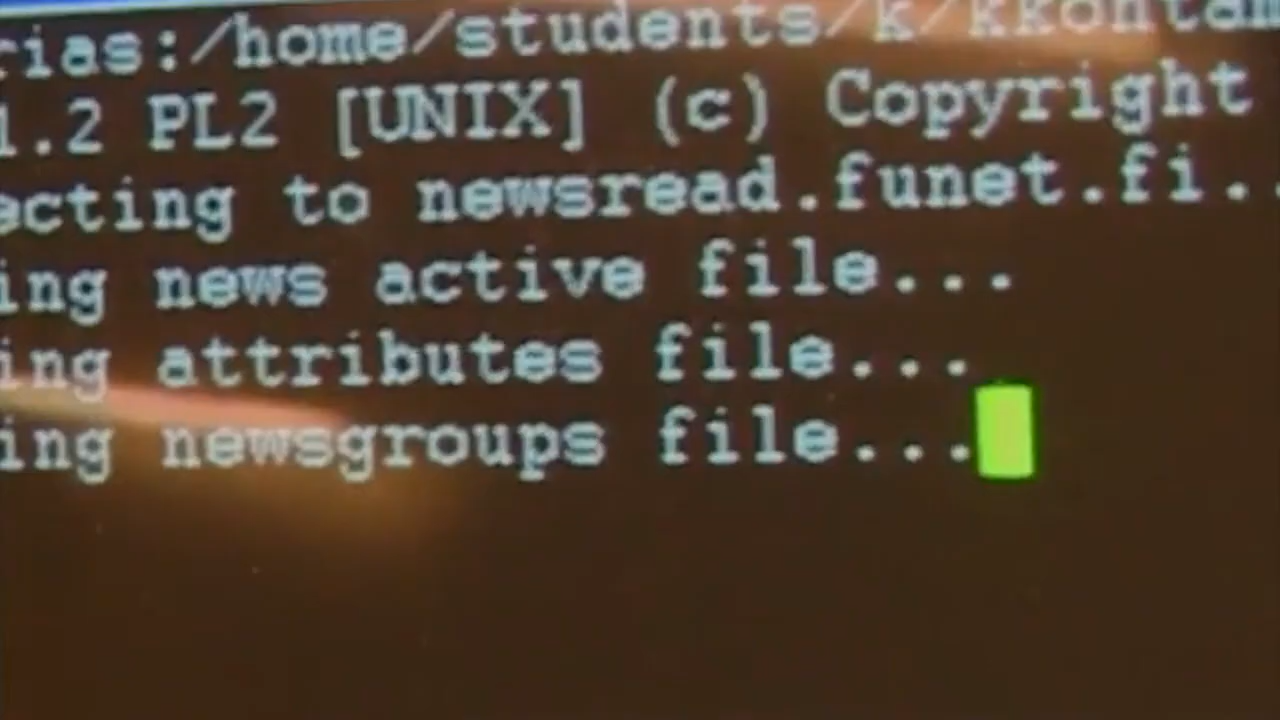 rias:/home/students/k/kkontam
1.2 PL2 [UNIX] (c) Copyright
ecting to newsread.funet.fi..
ing news active file...
ing attributes file...
ing newsgroups file...